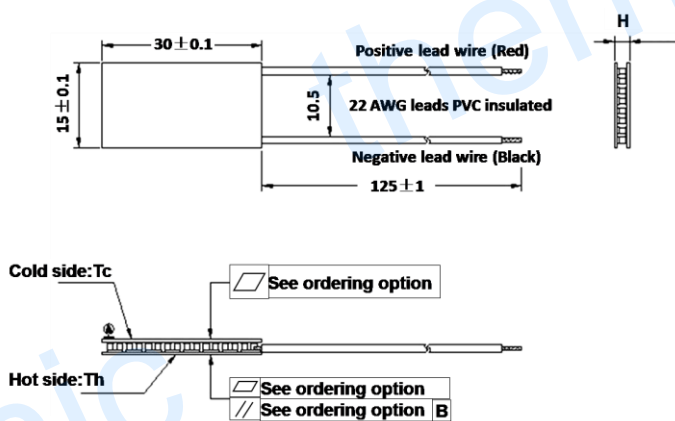 30±0.1
H
Positive lead wire (Red)
15±0.1
10.5
22 AWG leads PVC insulated
Negative lead wire (Black)
125±1
Cold side:Tc
See ordering option
A
Hot side:Th
See ordering option
// See ordering option B